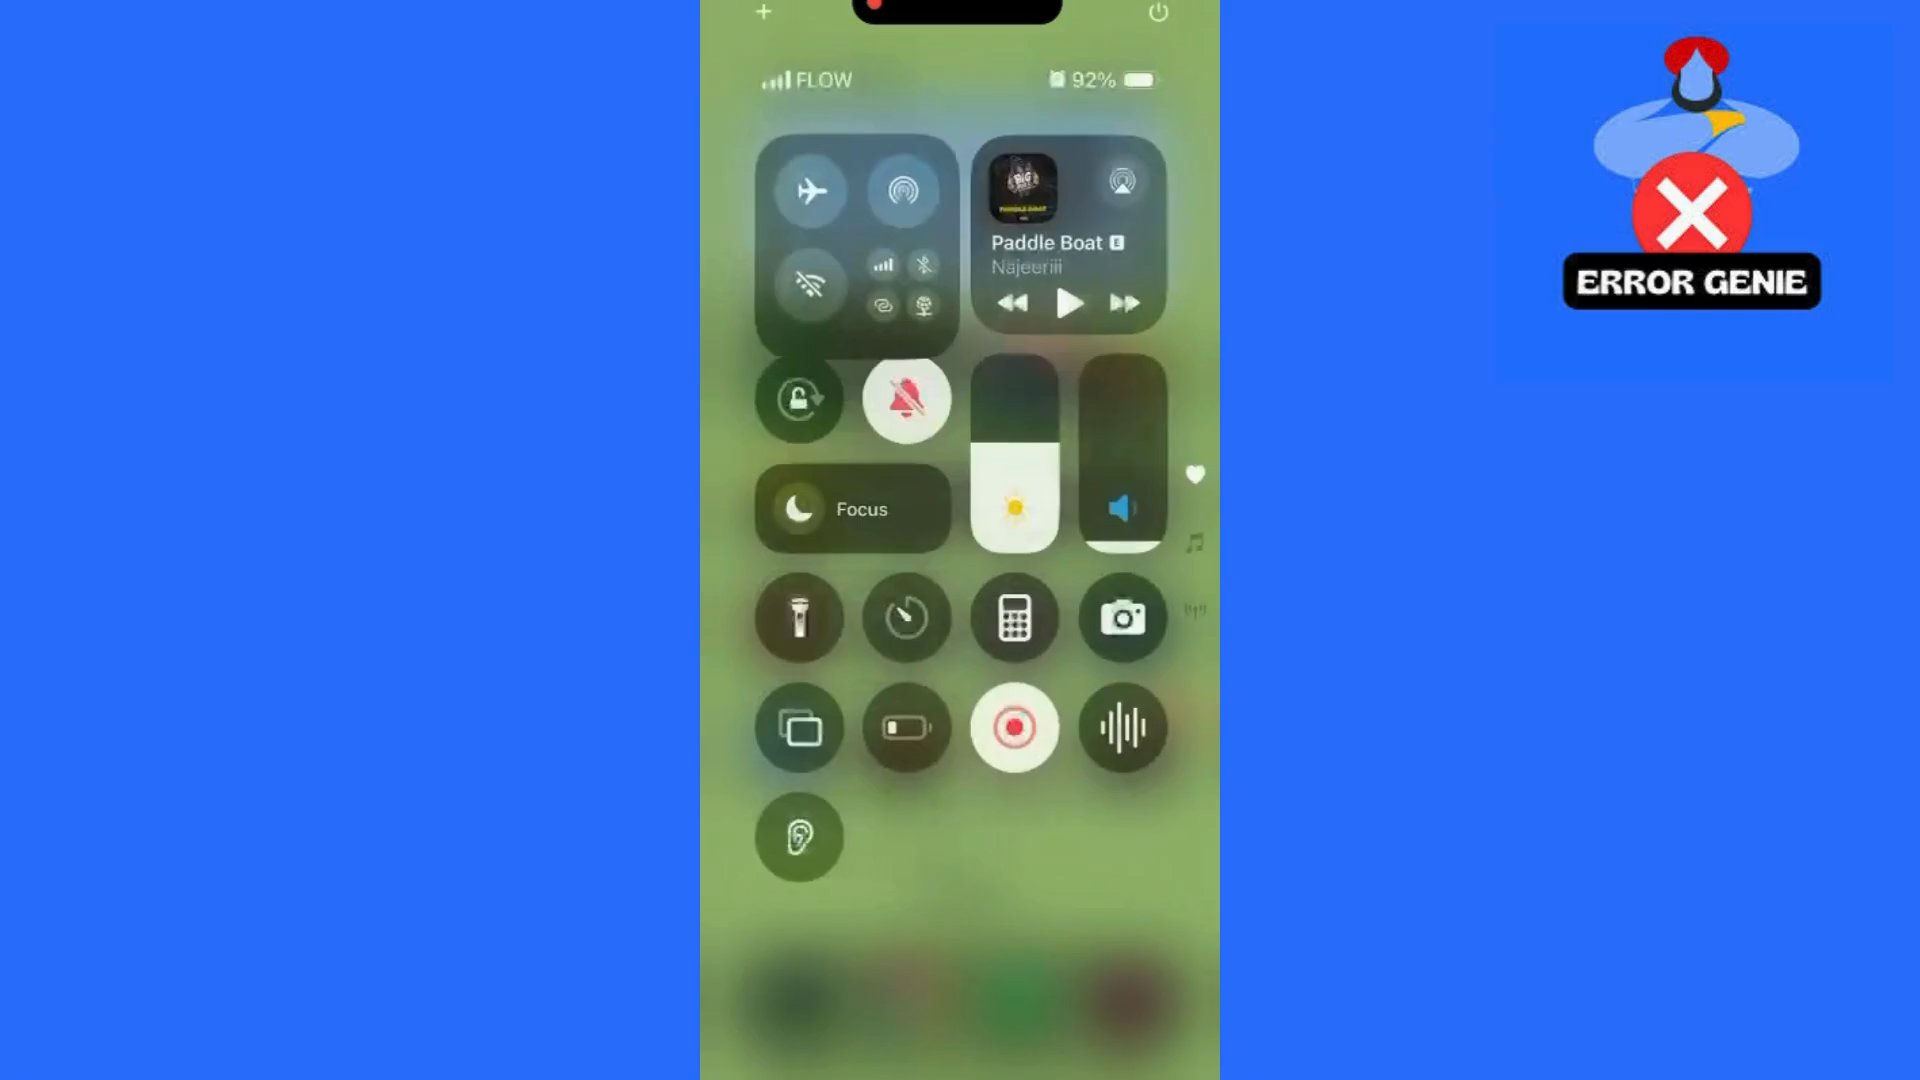 FLOW
92%
Paddle Boat E
Najeeriii
Focus
ERROR GENIE